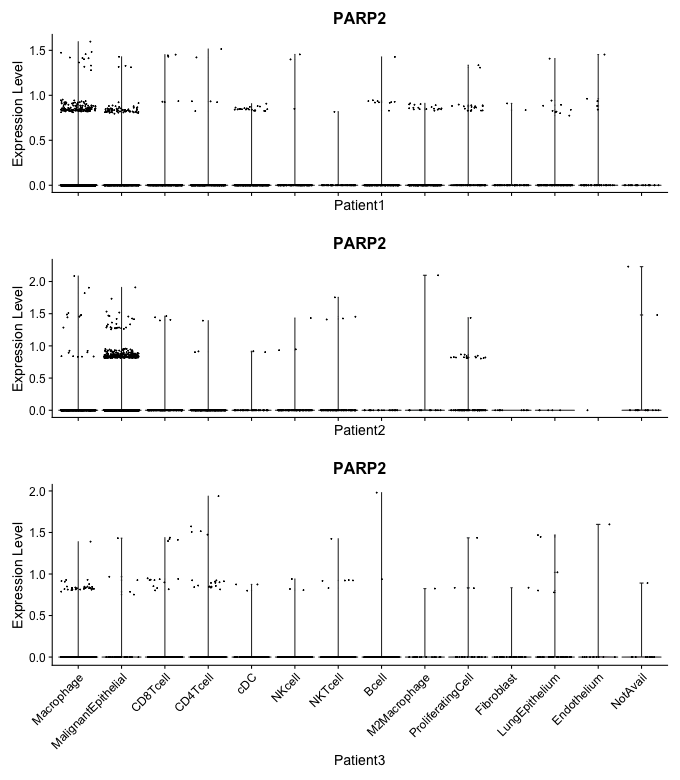 PARP2
Expression Level
1.5
1.0
0.5
0.0
Patient1
PARP2
Expression Level
2.0
1.5
1.0
0.5
0.0
Patient2
PARP2
Expression Level
2.0
1.5
1.0
0.5
0.0
Macrophage
MalignantEpithelial
CD8Tcell
CD4Tcell
cDC
NKcell
NKTcell
Bcell
M2Macrophage
ProliferatingCell
Fibroblast
LungEpithelium
Endothelium
NotAvail
Patient3